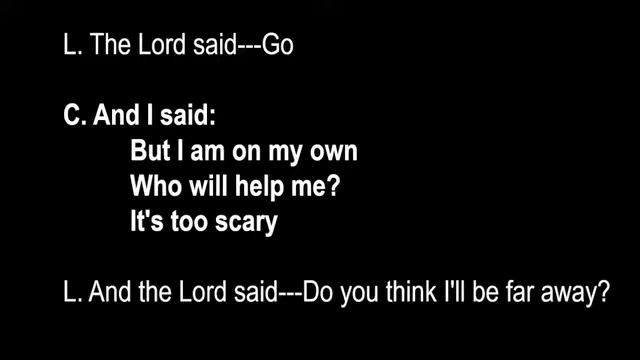 L. The Lord said---Go
C. And I said:
But I am on my own
Who will help me?
It's too scary
L. And the Lord said---Do you think I'll be far away?